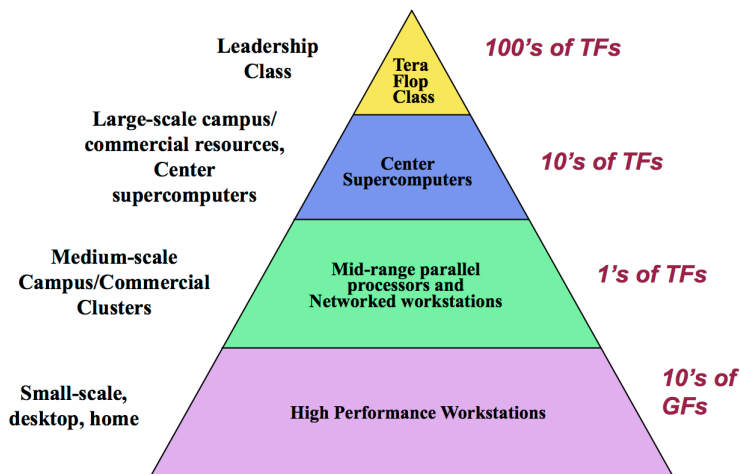 Leadership
Class
Tera
Flop
Class
100's of TFs
Large-scale campus/
commercial resources,
Center
supercomputers
Center
Supercomputers
10's of TFs
Medium-scale
Campus/Commercial
Clusters
Mid-range parallel
processors and
Networked workstations
1's of TFs
Small-scale,
desktop, home
High Performance Workstations
10's of
GFs